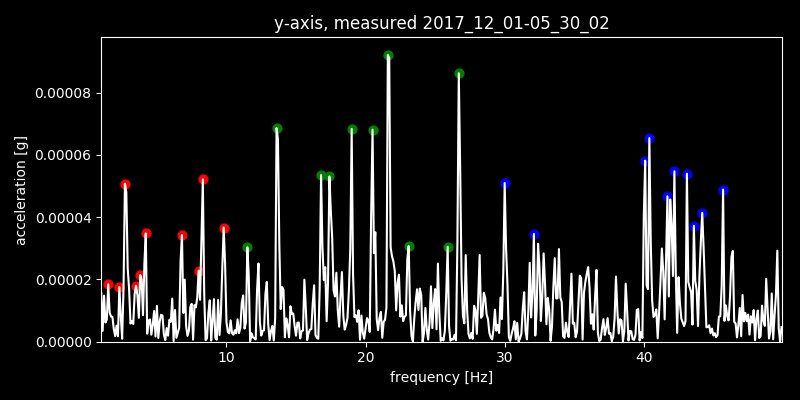 y-axis, measured 2017_12_01-05_30_02
acceleration [g]
0.00008
0.00006
0.00004
0.00002
0.00000
10 20 30 40
frequency [Hz]